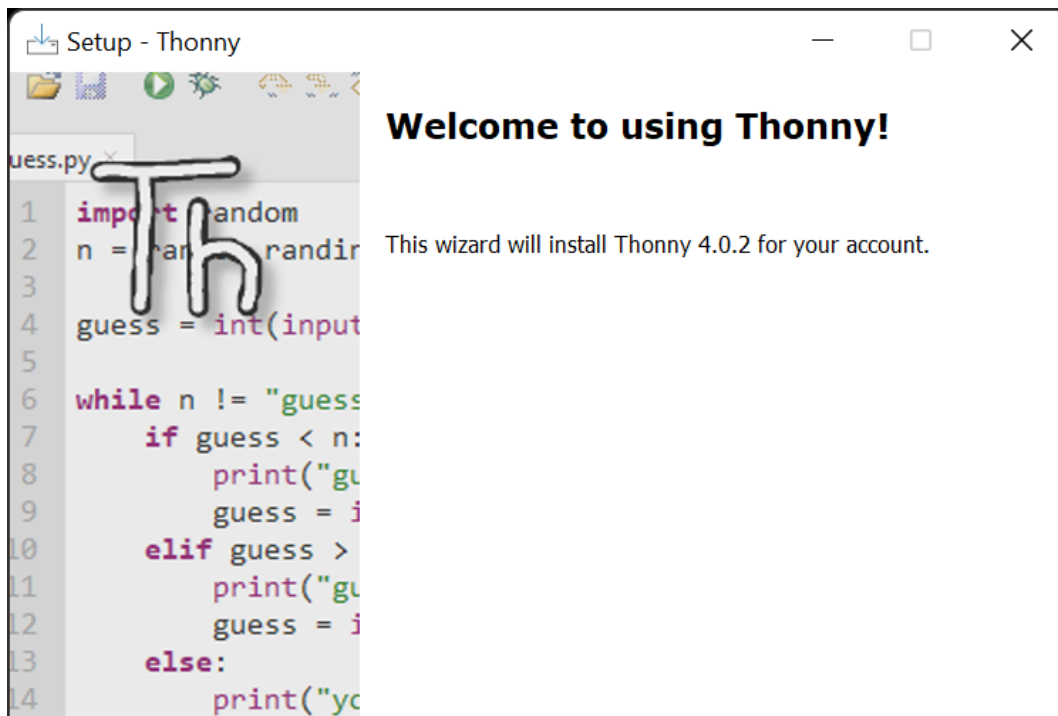 Setup - Thonny
uess.py
Th
Welcome to using Thonny!
This wizard will install Thonny 4.0.2 for your account.
1 import random
2 n =
3
4 guess = int(input
5
6 while n != "guess
7 if guess < n:
8 print("gu
9 guess = i
10 elif guess >
11 print("gu
12 guess = i
13 else:
14 print("yo